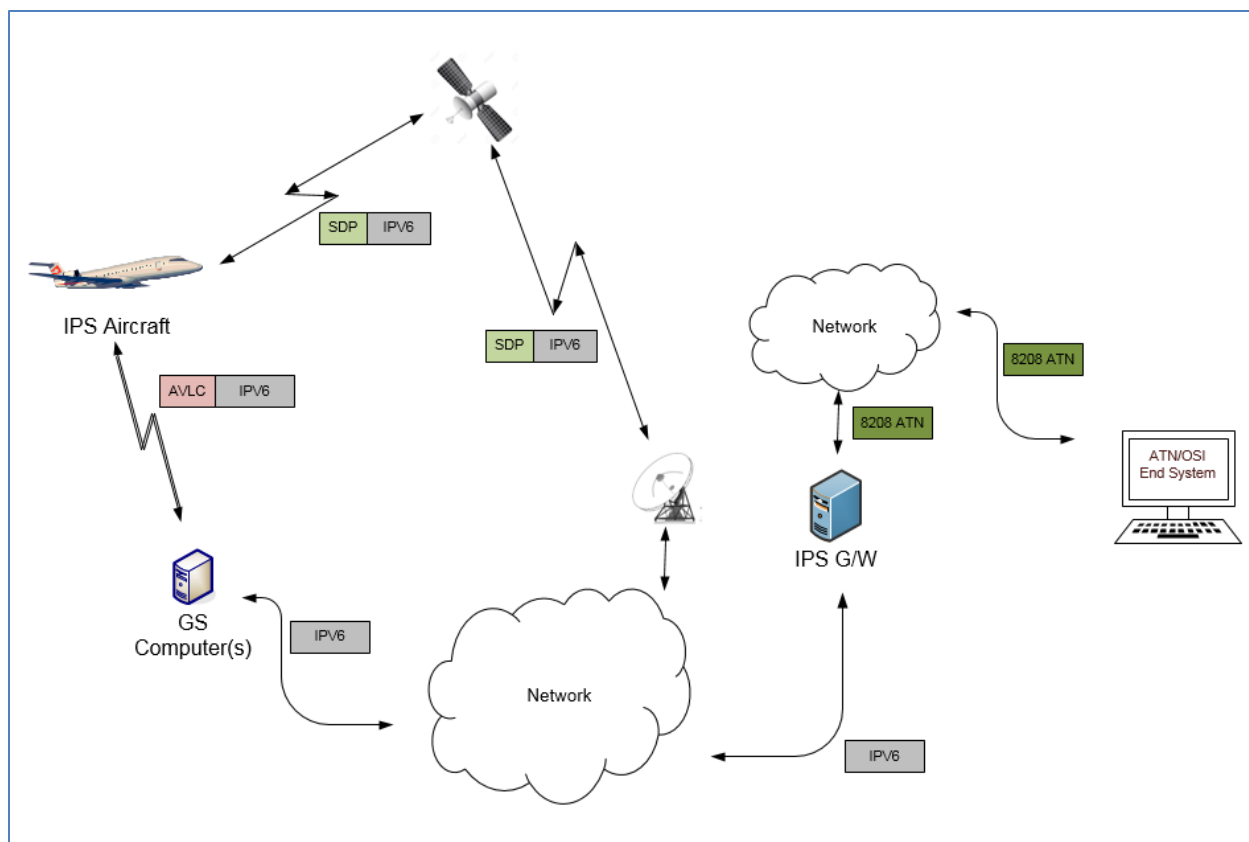 SDP IPV6
IPS Aircraft
Network
SDP IPV6
8208 ATN
AVLC IPV6
8208 ATN
ATN/OSI
End System
IPS G/W
GS
Computer(s)
IPV6
Network
IPV6